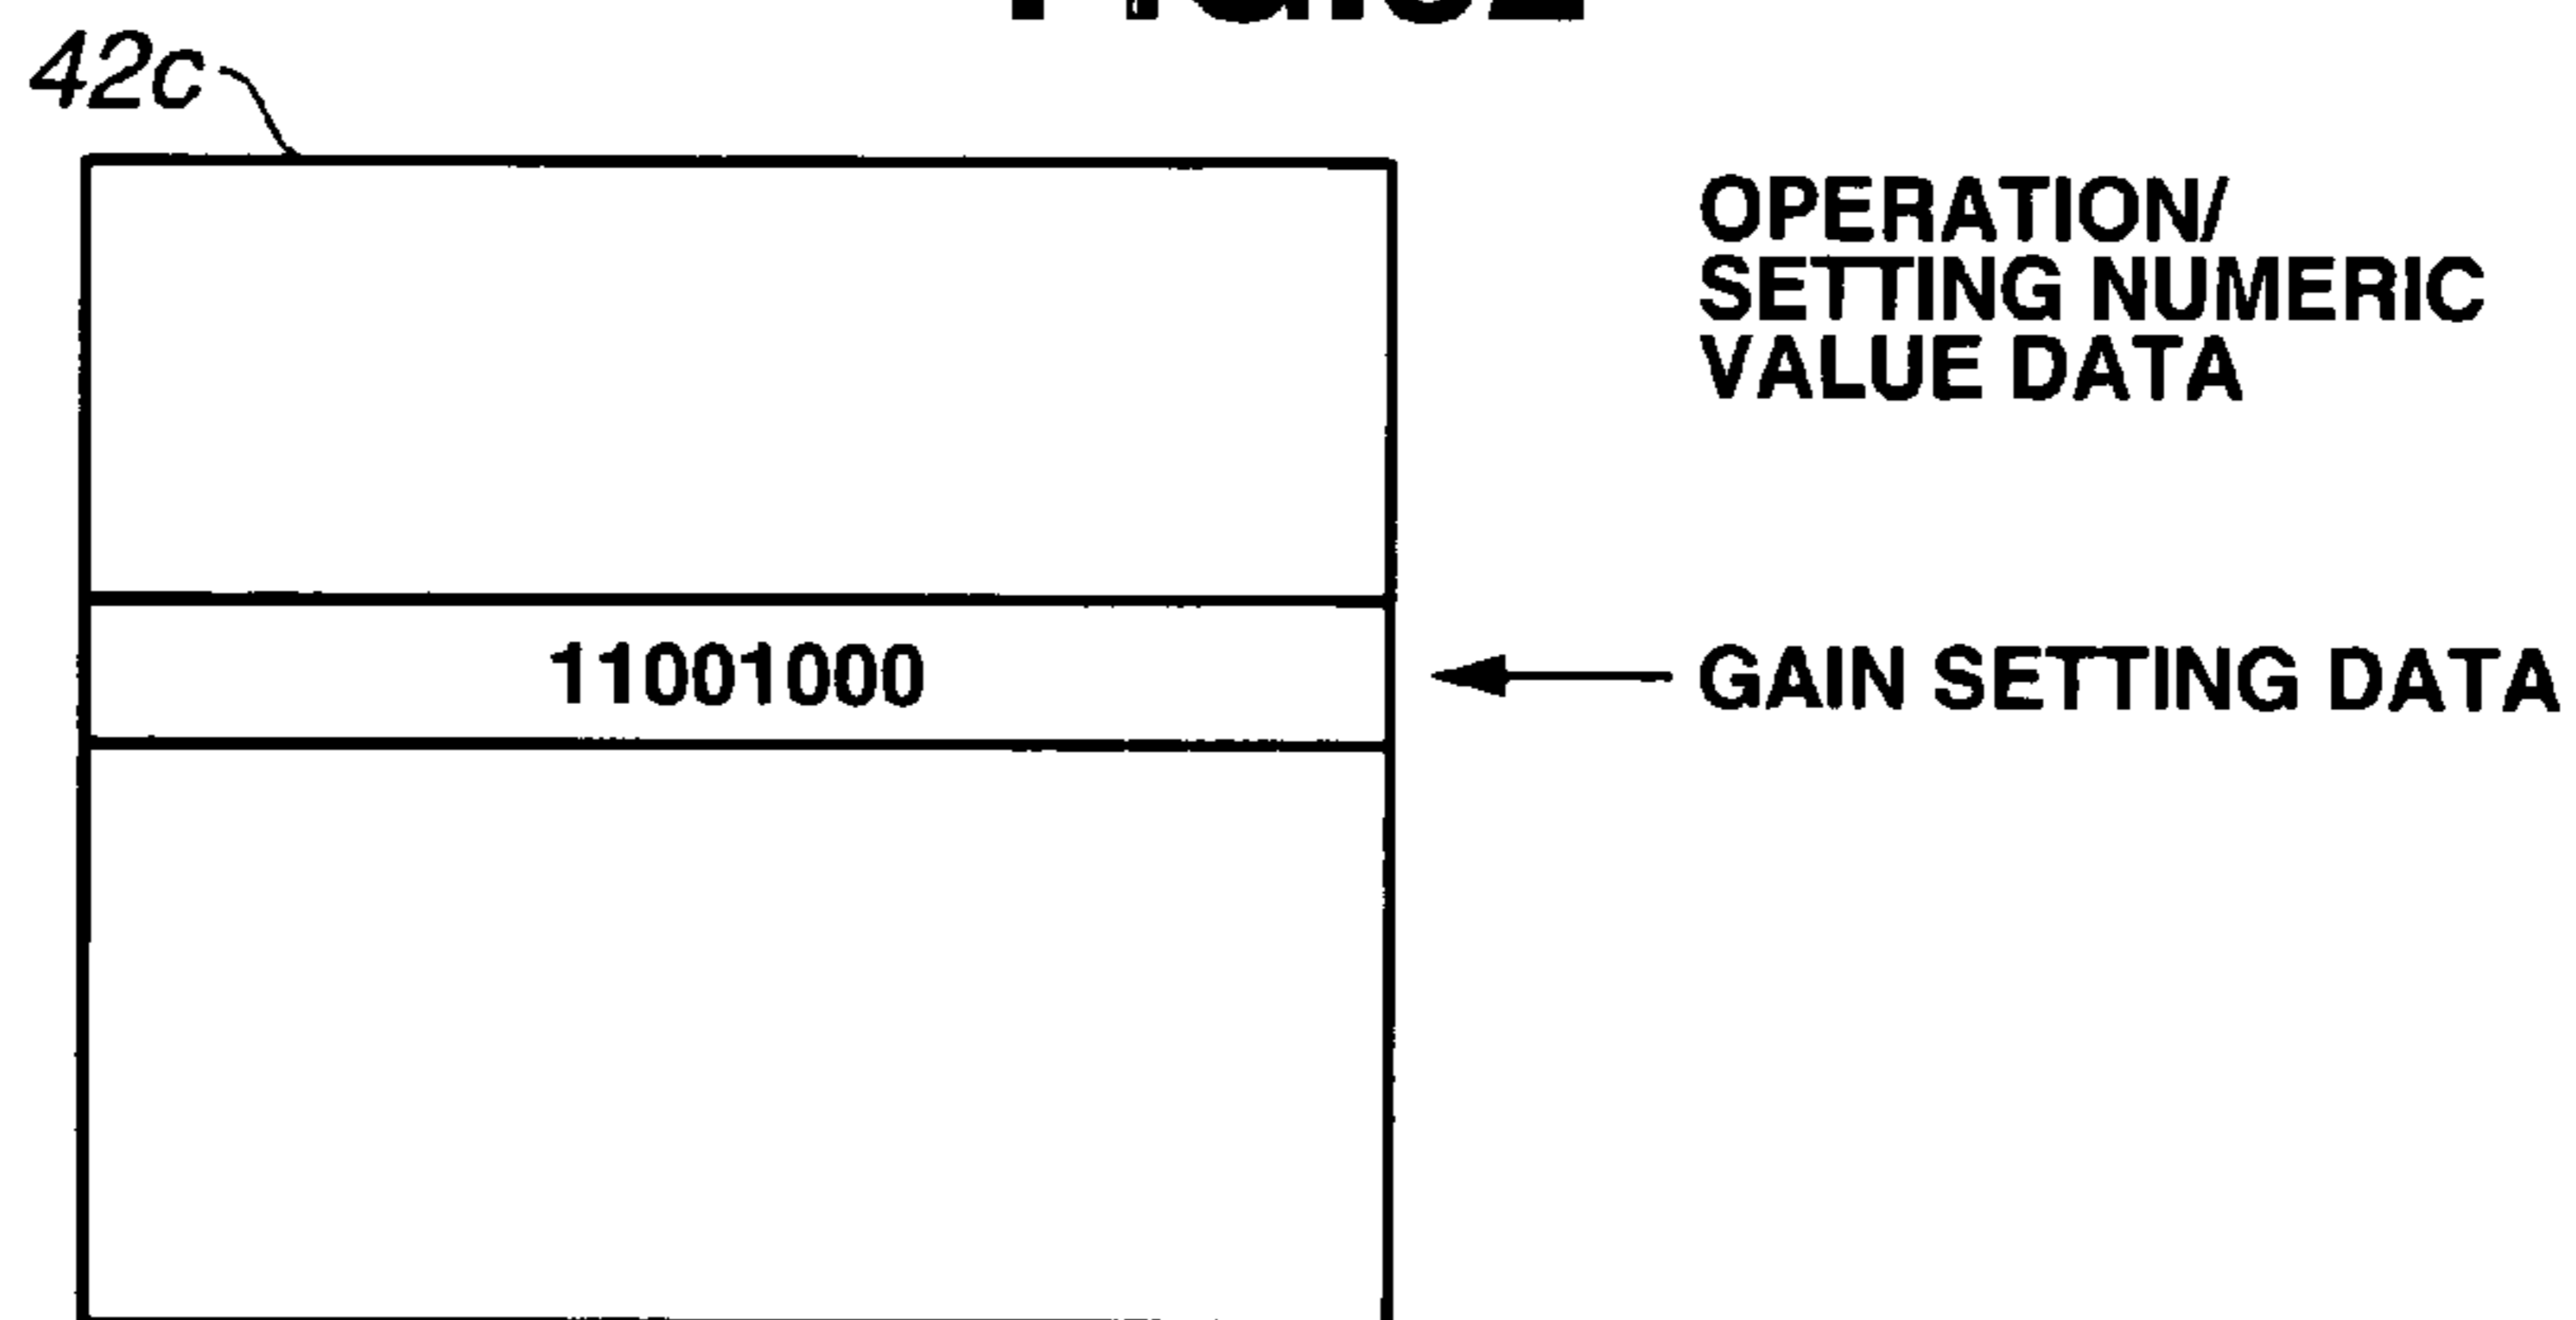 42c
OPERATION/
SETTING NUMERIC
VALUE DATA
11001000
GAIN SETTING DATA